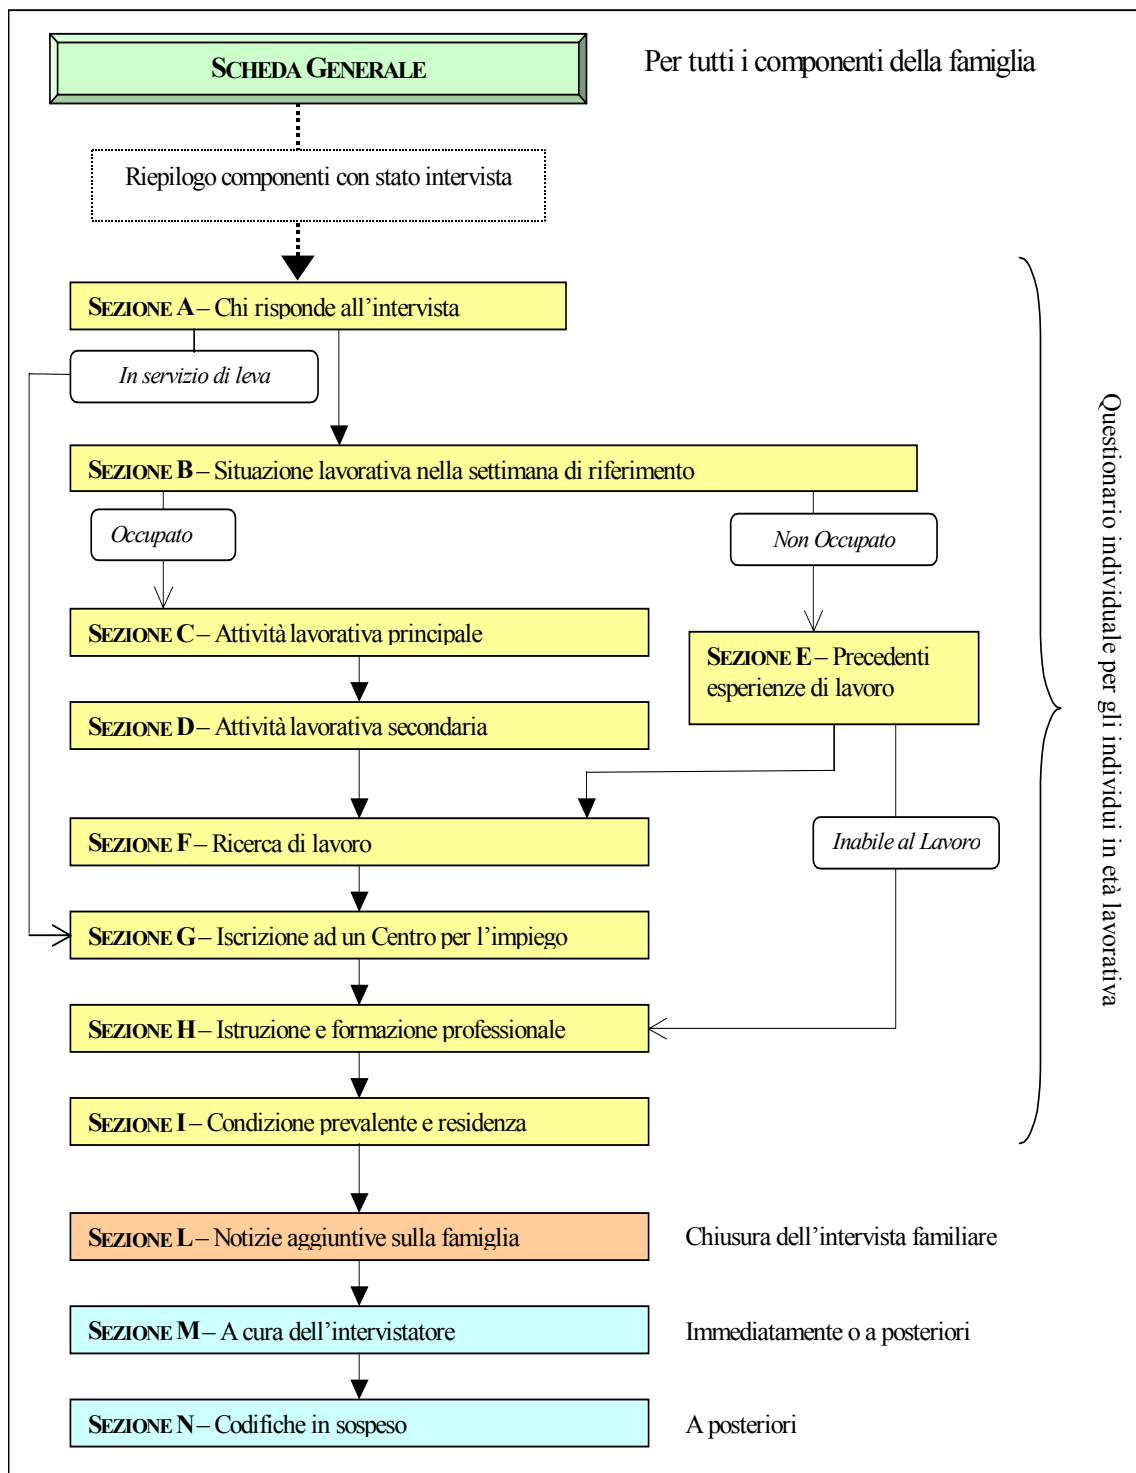 SCHEDA GENERALE
Per tutti i componenti della famiglia
Riepilogo componenti con stato intervista
SEZIONE A – Chi risponde all'intervista
In servizio di leva
SEZIONE B – Situazione lavorativa nella settimana di riferimento
Occupato
Non Occupato
SEZIONE C – Attività lavorativa principale
SEZIONE E – Precedenti
esperienze di lavoro
SEZIONE D – Attività lavorativa secondaria
SEZIONE F – Ricerca di lavoro
Inabile al Lavoro
SEZIONE G – Iscrizione ad un Centro per l'impiego
SEZIONE H – Istruzione e formazione professionale
SEZIONE I – Condizione prevalente e residenza
Questionario individuale per gli individui in età lavorativa
SEZIONE L – Notizie aggiuntive sulla famiglia
Chiusura dell'intervista familiare
SEZIONE M – A cura dell'intervistatore
Immediatamente o a posteriori
SEZIONE N – Codifiche in sospeso
A posteriori